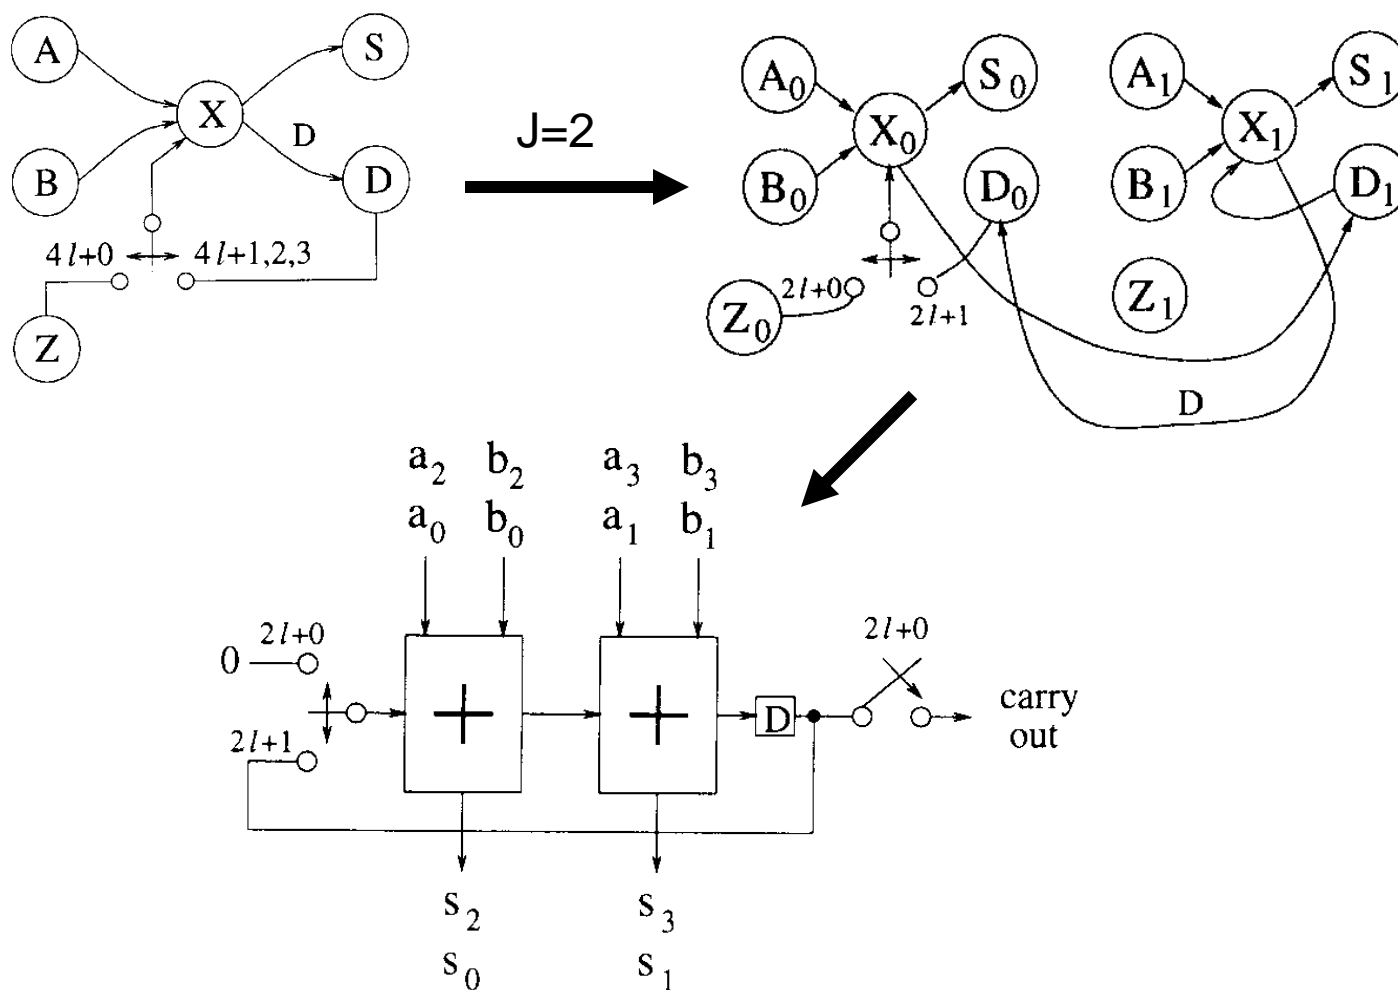 A
S
X
D
B
D
4l+0
4l+1,2,3
Z
J=2
A₀
S₀
X₀
B₀
D₀
2l+0
2l+1
Z₀
A₁
S₁
X₁
B₁
D₁
Z₁
D
a₂ b₂ a₃ b₃
a₀ b₀ a₁ b₁
2l+0
0
2l+1
+
+
D
2l+0
carry
out
s₂ s₃
s₀ s₁